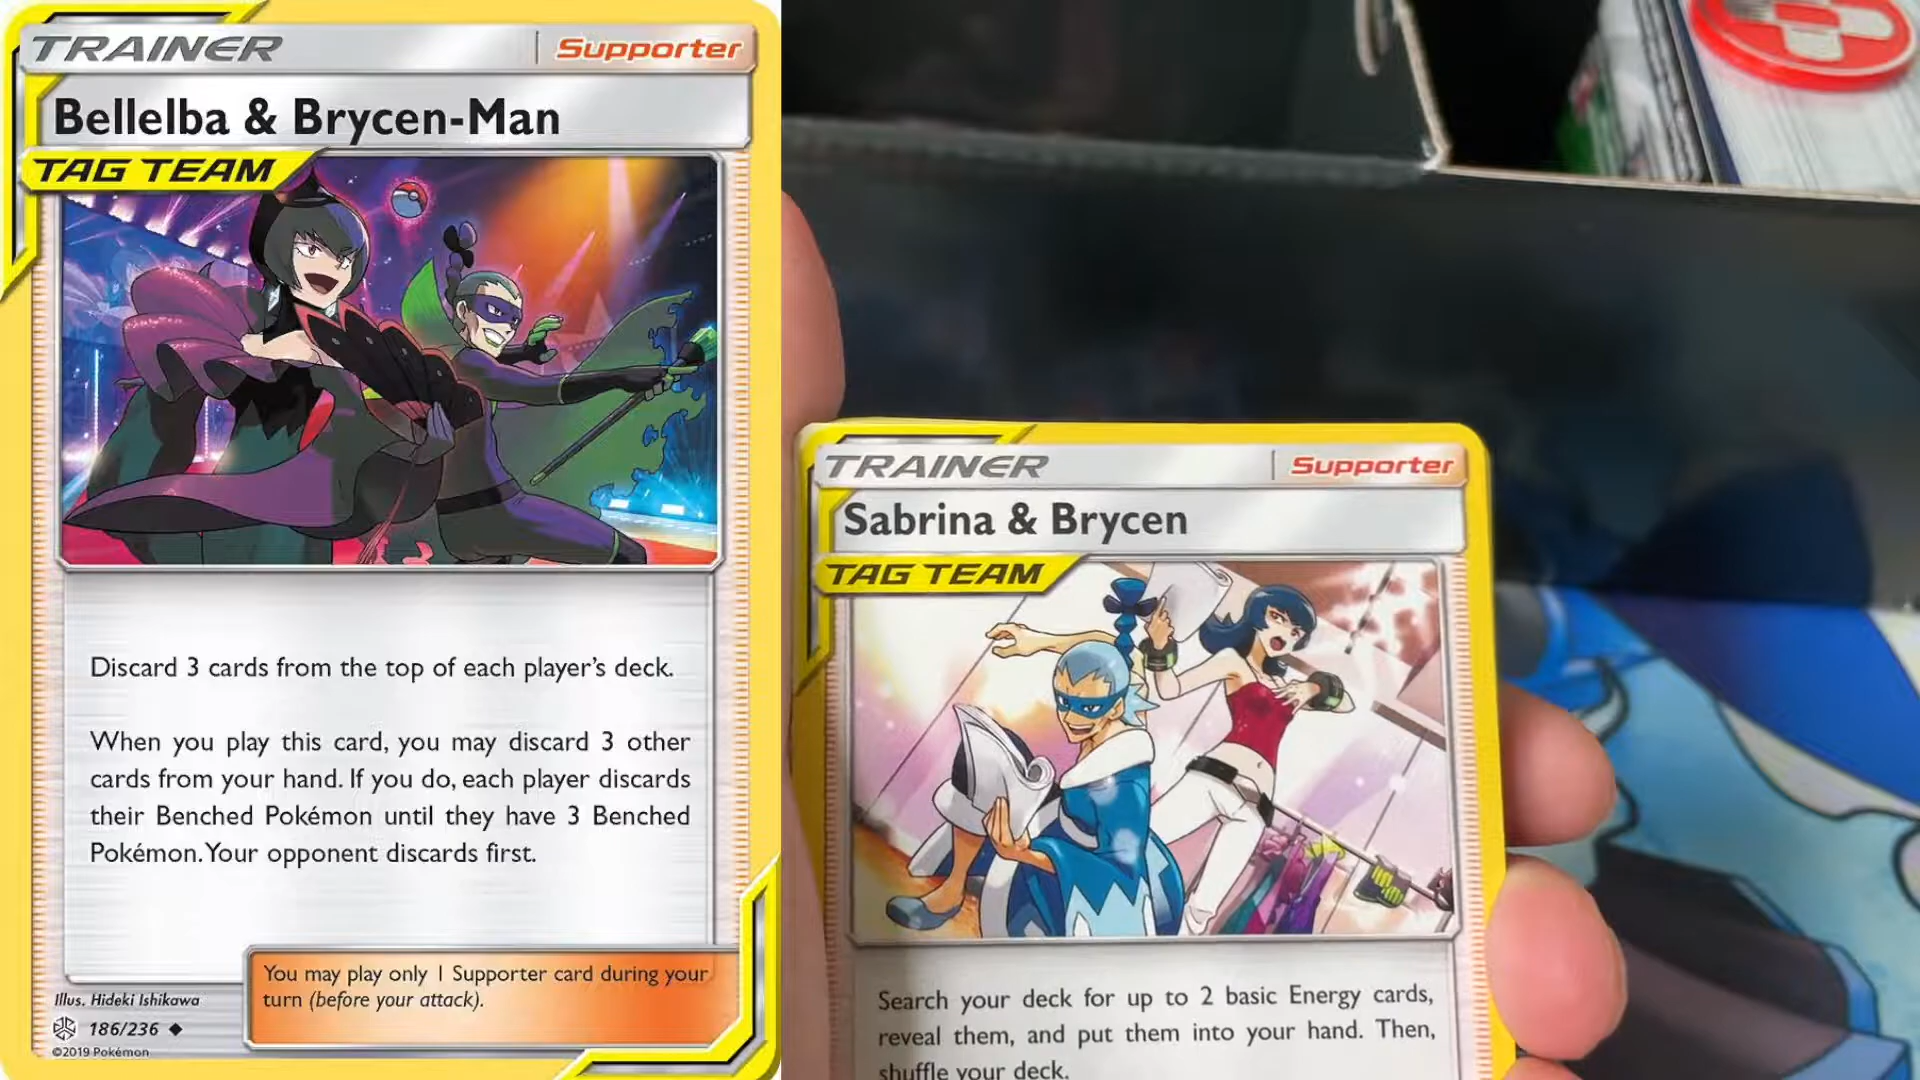 TRAINER
Supporter
Bellelba & Brycen-Man
TAG TEAM
Discard 3 cards from the top of each player's deck.
When you play this card, you may discard 3 other
cards from your hand. If you do, each player discards
their Benched Pokémon until they have 3 Benched
Pokémon. Your opponent discards first.
You may play only 1 Supporter card during your
turn (before your attack).
Illus. Hideki Ishikawa
186/236
©2019 Pokémon
TRAINER
Supporter
Sabrina & Brycen
TAG TEAM
Search your deck for up to 2 basic Energy cards,
reveal them, and put them into your hand. Then,
shuffle your deck.